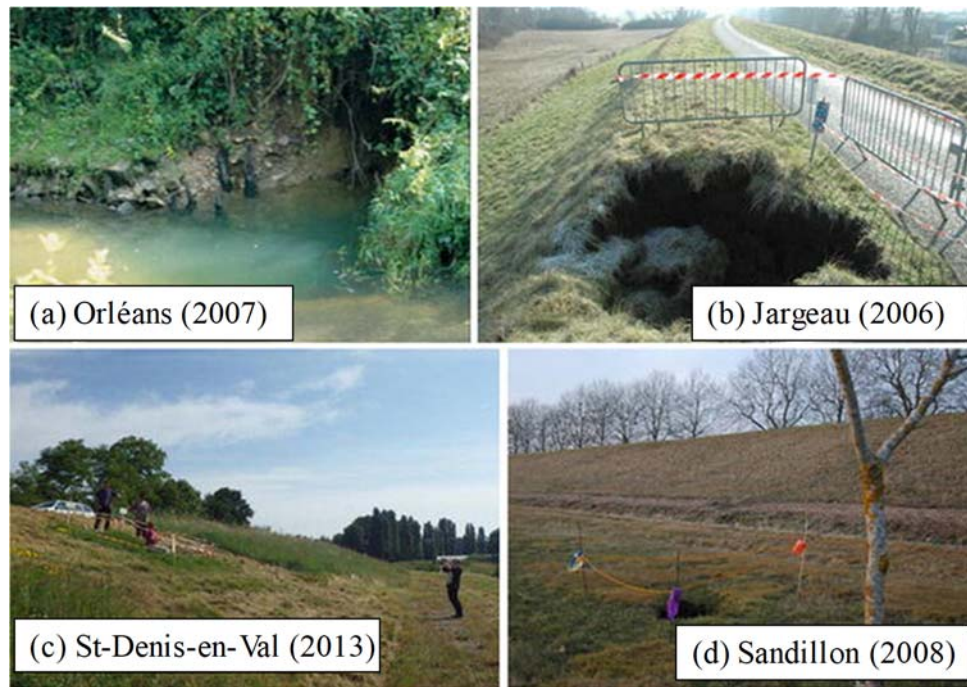 (a) Orléans (2007)
(b) Jargeau (2006)
(c) St-Denis-en-Val (2013)
(d) Sandillon (2008)